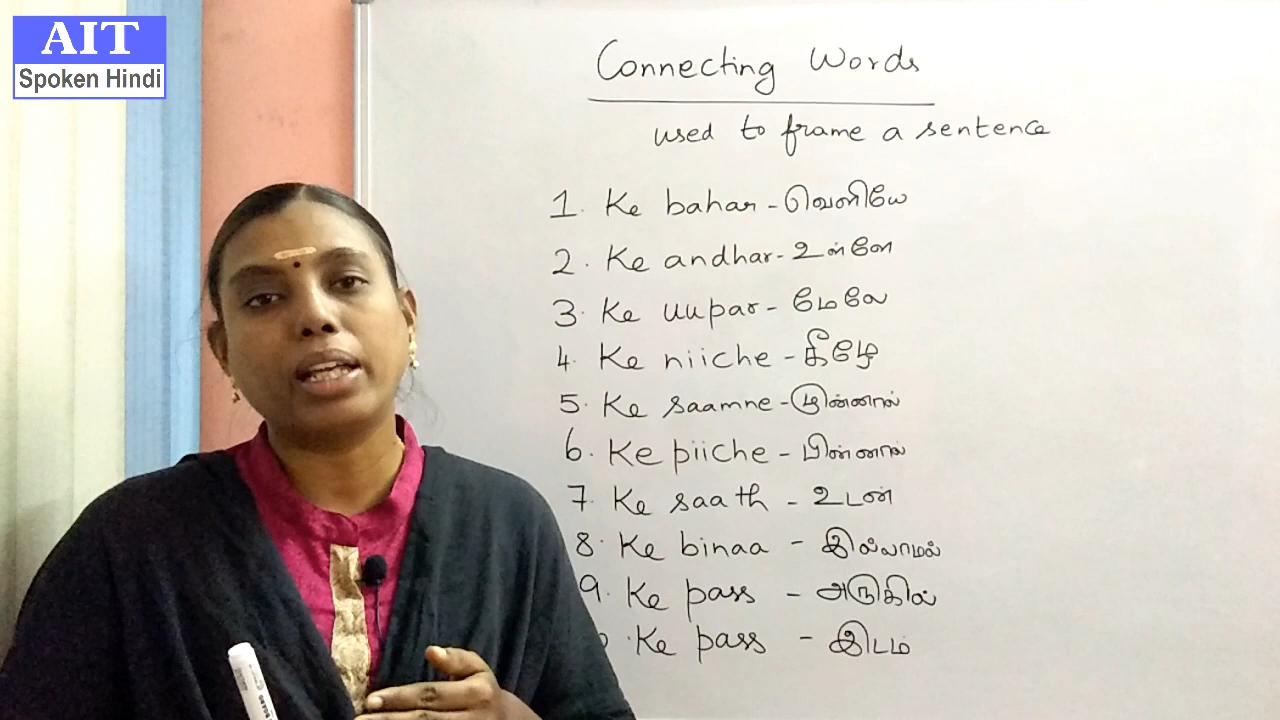 AIT
Spoken Hindi
Connecting Words
used to frame a sentence
1. Ke bahar - வெளியே
2. Ke andhar - உள்ளே
3. Ke uupar - மேலே
4. Ke niiche - கீழே
5. Ke saamne - முன்னால்
6. Ke piiche - பின்னால்
7. Ke saath - உடன்
8. Ke binaa - இல்லாமல்
9. Ke pass - அருகில்
Ke pass - இடம்